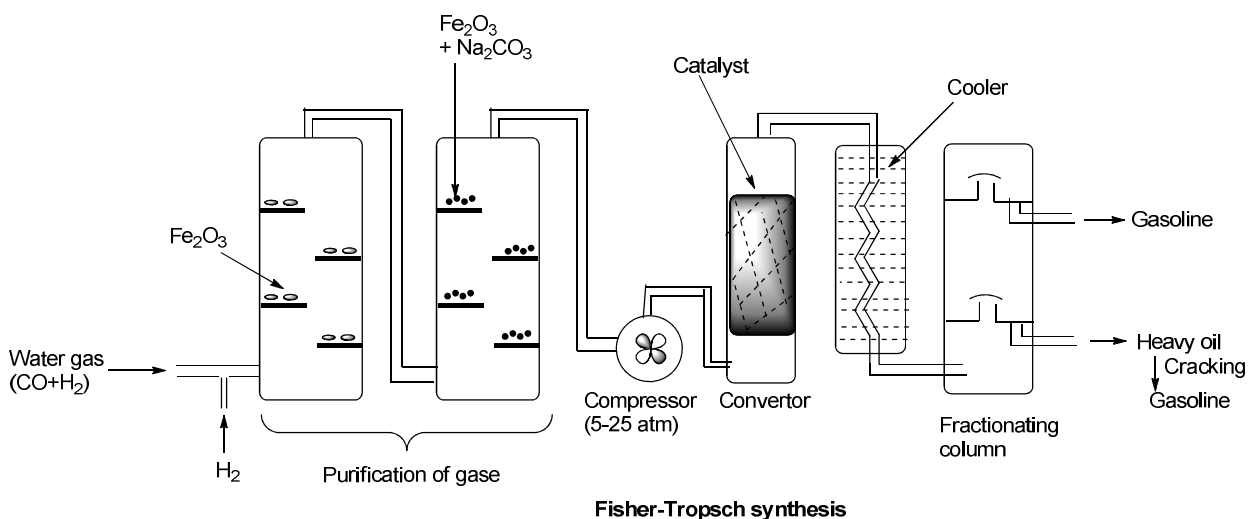 Fe2O3
+ Na2CO3
Catalyst
Cooler
Fe2O3
Gasoline
Water gas
(CO+H2)
Heavy oil
Cracking
Gasoline
Compressor
(5-25 atm)
Convertor
Fractionating
column
H2
Purification of gase
Fisher-Tropsch synthesis